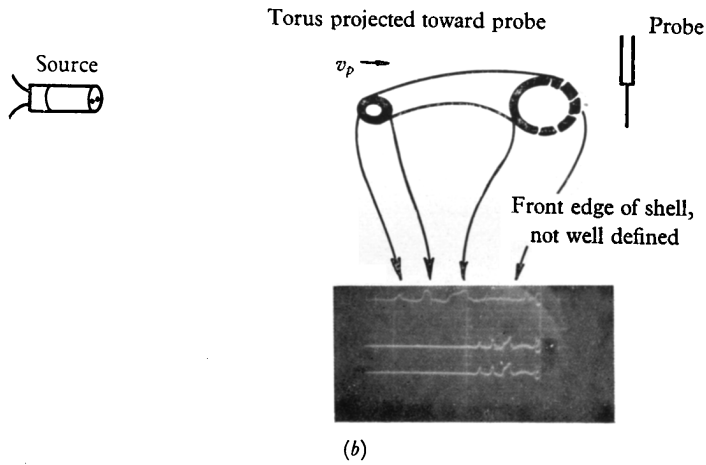 Torus projected toward probe
Probe
Source
v_p
Front edge of shell,
not well defined
(b)